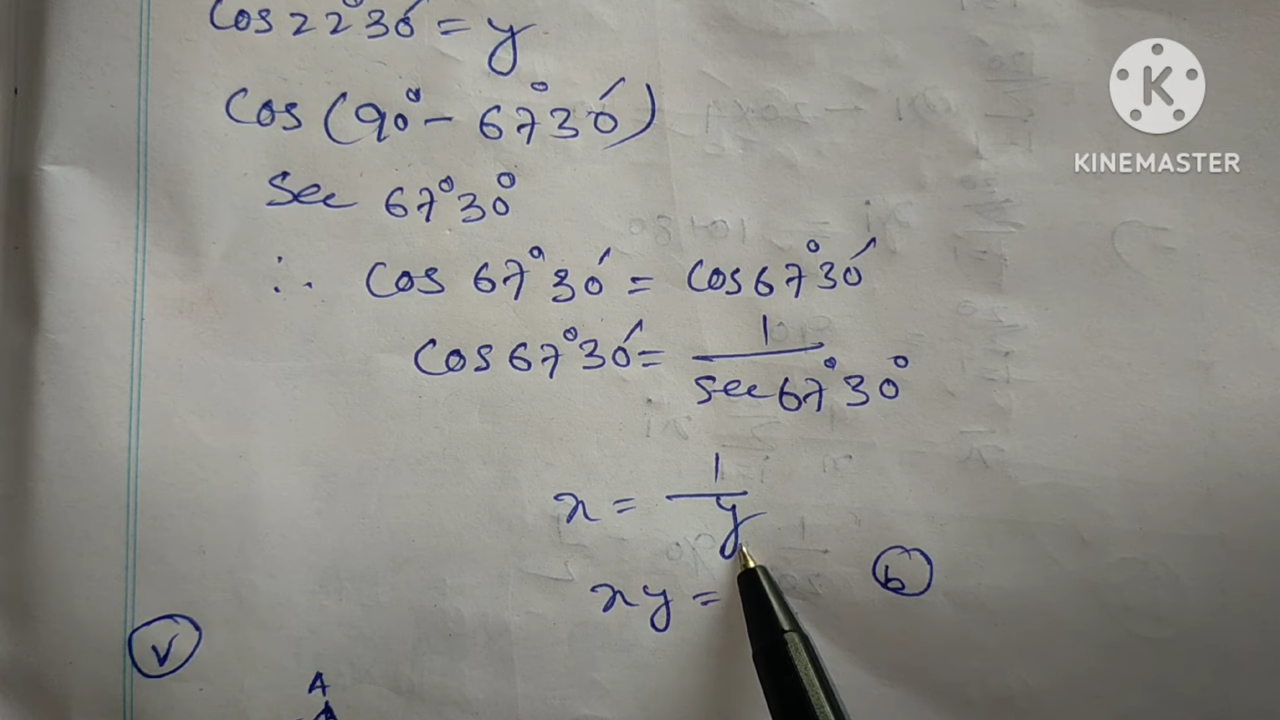 Cos 22°30' = y
Cos (90° - 67°30')
Sec 67°30°
∴ Cos 67°30' = Cos 67°30'
Cos 67°30' = 1/sec 67°30°
x = 1/y
xy =
b
V
A
K
KINEMASTER